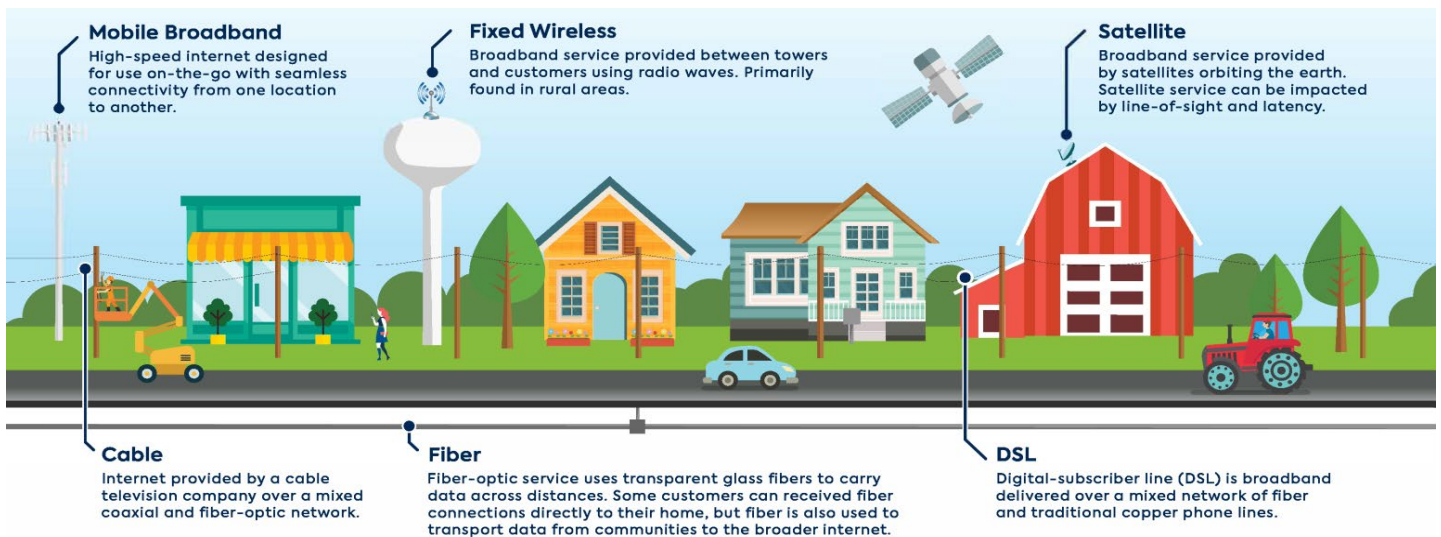 Mobile Broadband
High-speed internet designed
for use on-the-go with seamless
connectivity from one location
to another.
Fixed Wireless
Broadband service provided between towers
and customers using radio waves. Primarily
found in rural areas.
Satellite
Broadband service provided
by satellites orbiting the earth.
Satellite service can be impacted
by line-of-sight and latency.
Cable
Internet provided by a cable
television company over a mixed
coaxial and fiber-optic network.
Fiber
Fiber-optic service uses transparent glass fibers to carry
data across distances. Some customers can received fiber
connections directly to their home, but fiber is also used to
transport data from communities to the broader internet.
DSL
Digital-subscriber line (DSL) is broadband
delivered over a mixed network of fiber
and traditional copper phone lines.